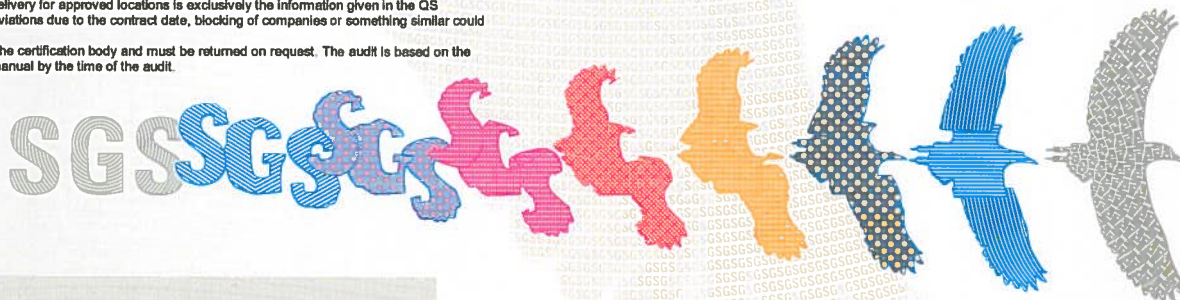 elivery for approved locations is exclusively the information given in the QS
viations due to the contract date, blocking of companies or something similar could
he certification body and must be returned on request. The audit is based on the
anual by the time of the audit.
SGS SGS SGS